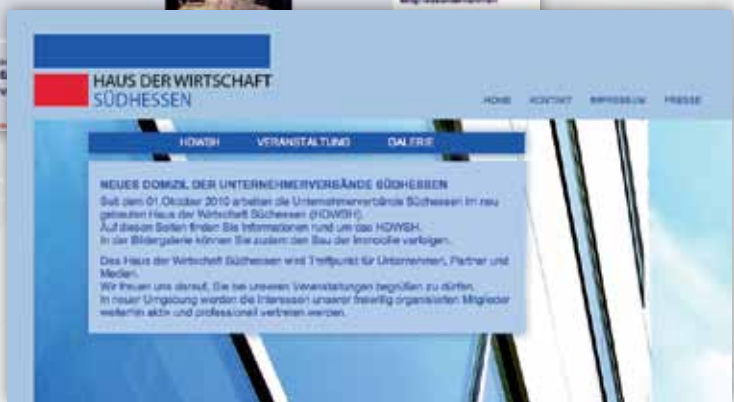 HAUS DER WIRTSCHAFT
SÜDHESSEN
HOME KONTAKT IMPRESSUM PRESSE
HOWSH VERANSTALTUNG GALERIE
NEUES DOMIZIL DER UNTERNEHMERVERBÄNDE SÜDHESSEN
Seit dem 01.Oktober 2010 arbeiten die Unternehmerverbände Südhessen im neu
gebauten Haus der Wirtschaft Südhessen (HOWSH).
Auf diesen Seiten finden Sie Informationen rund um das HOWSH.
In der Bildergalerie können Sie zudem den Bau der Immobilie verfolgen.
Das Haus der Wirtschaft Südhessen wird Treffpunkt für Unternehmen, Partner und
Medien.
Wir freuen uns darauf, Sie bei unseren Veranstaltungen begrüßen zu dürfen.
In neuer Umgebung werden die Interessen unserer freiwillig organisierten Mitglieder
weiterhin aktiv und professionell vertreten werden.